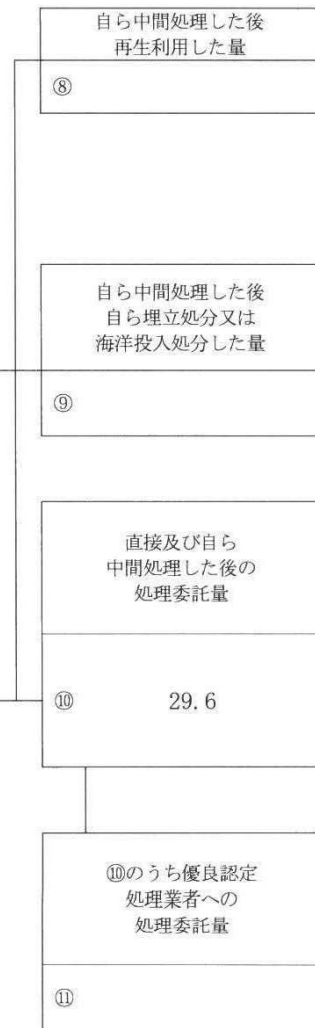 自ら中間処理した後
再生利用した量
⑧
自ら中間処理した後
自ら埋立処分又は
海洋投入処分した量
⑨
直接及び自ら
中間処理した後の
処理委託量
⑩ 29.6
⑩のうち優良認定
処理業者への
処理委託量
⑪